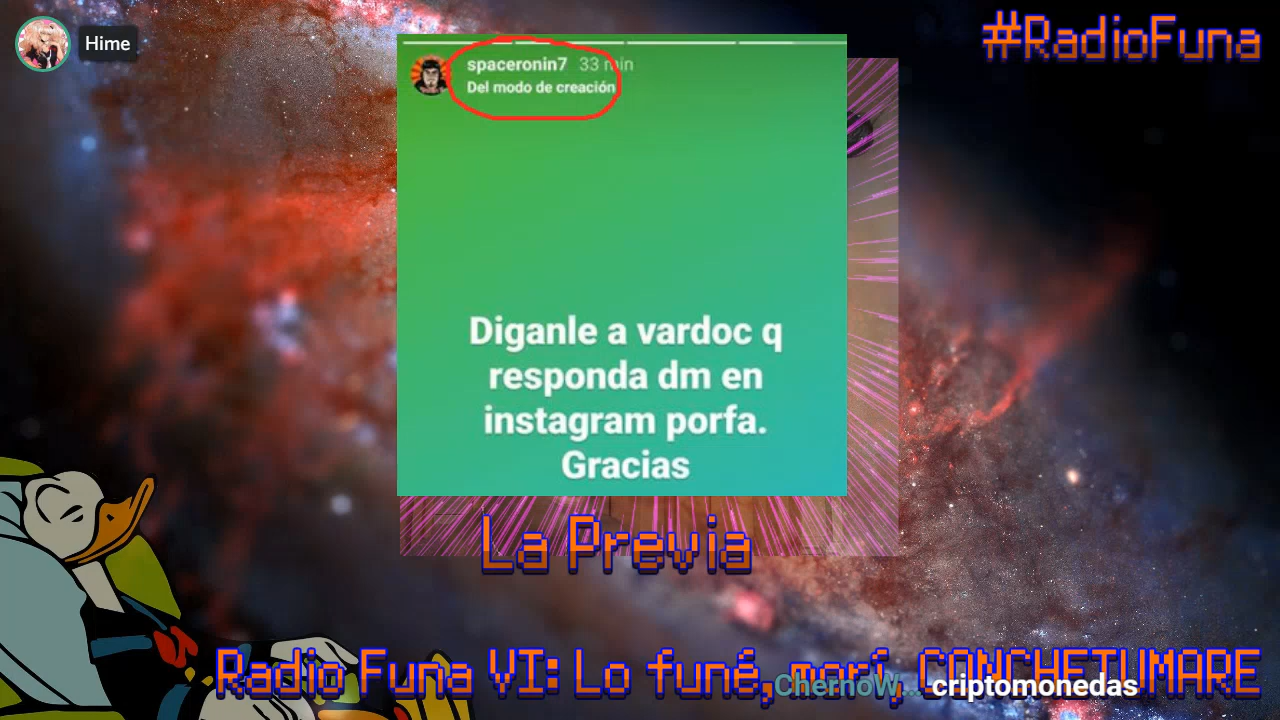 Hime
#RadioFuna
spaceronin7 33 min
Del modo de creación
Diganle a vardoc q
responda dm en
instagram porfa.
Gracias
La Previa
Radio Funa VI: Lo funé, morí, CONCHETUMARE
ChernoW... criptomonedas